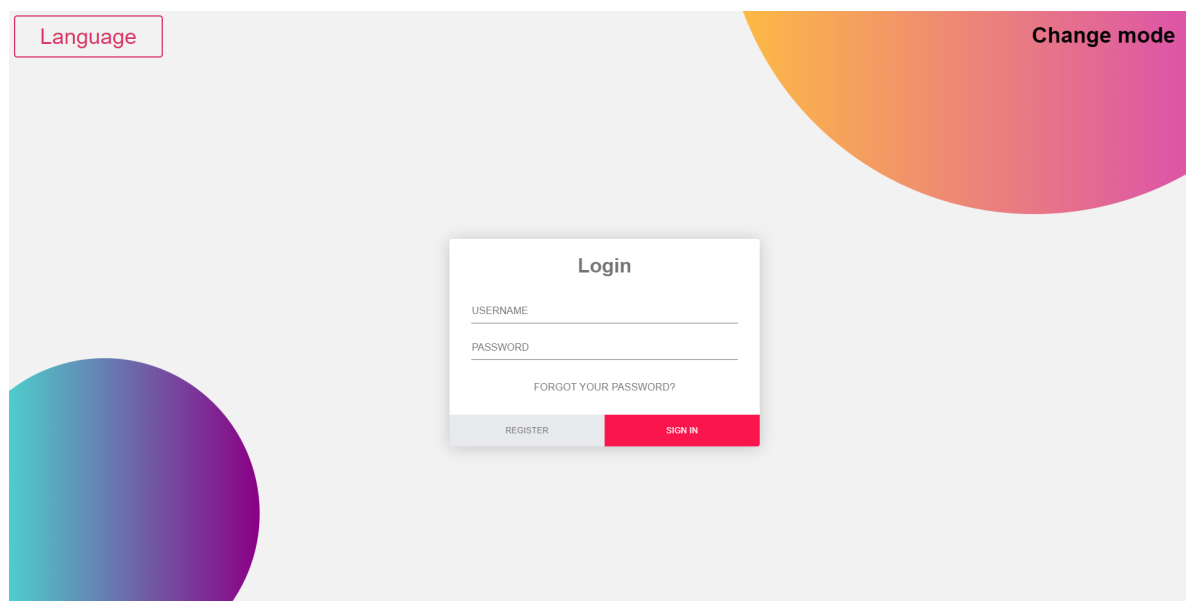 Language
Change mode
Login
USERNAME
PASSWORD
FORGOT YOUR PASSWORD?
REGISTER
SIGN IN